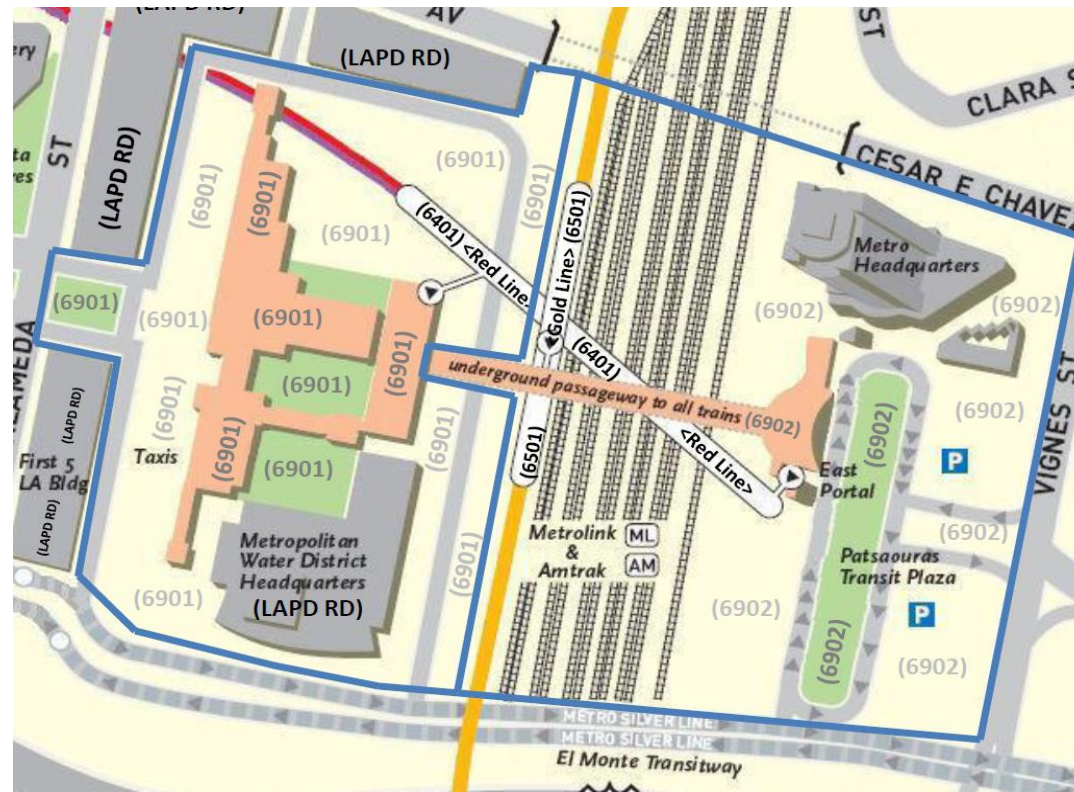 (LAPD RD)
AV
ST
CLARA
CESAR E CHAVEZ
(LAPD RD)
ST
(LAPD RD)
(6901)
(6901)
(6901)
(6901)
(6901)
(6401) <Red Line>
<Gold Line> (6501)
Metro
Headquarters
(6902)
(6902)
(6901)
(6901)
(6901)
(6901)
(6401)
underground passageway to all trains (6902)
(6901)
(6901)
(6901)
(6902)
(6902)
ALAMEDA
(LAPD RD)
First 5
LA Bldg
(LAPD RD)
Taxis
(6901)
(6901)
(6501)
<Red Line>
East
Portal
P
VIGNES ST
Metropolitan
Water District
Headquarters
(LAPD RD)
(6901)
Metrolink
&
Amtrak
ML
AM
(6902)
Patsaouras
Transit Plaza
(6901)
(6902)
P
(6902)
(6902)
METRO SILVER LINE
METRO SILVER LINE
El Monte Transitway